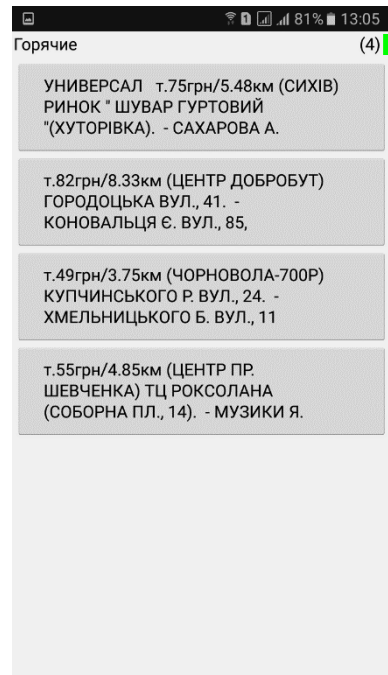 81% 13:05
Горячие (4)
УНИВЕРСАЛ т.75грн/5.48км (СИХІВ)
РИНОК " ШУВАР ГУРТОВИЙ
"(ХУТОРІВКА). - САХАРОВА А.
т.82грн/8.33км (ЦЕНТР ДОБРОБУТ)
ГОРОДОЦЬКА ВУЛ., 41. -
КОНОВАЛЬЦЯ Є. ВУЛ., 85,
т.49грн/3.75км (ЧОРНОВОЛА-700Р)
КУПЧИНСЬКОГО Р. ВУЛ., 24. -
ХМЕЛЬНИЦЬКОГО Б. ВУЛ., 11
т.55грн/4.85км (ЦЕНТР ПР.
ШЕВЧЕНКА) ТЦ РОКСОЛАНА
(СОБОРНА ПЛ., 14). - МУЗИКИ Я.